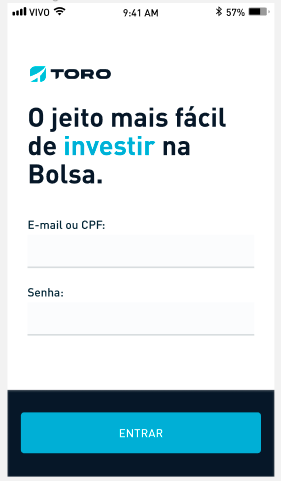 VIVO 9:41 AM 57%
TORO
O jeito mais fácil
de investir na
Bolsa.
E-mail ou CPF:
Senha:
ENTRAR